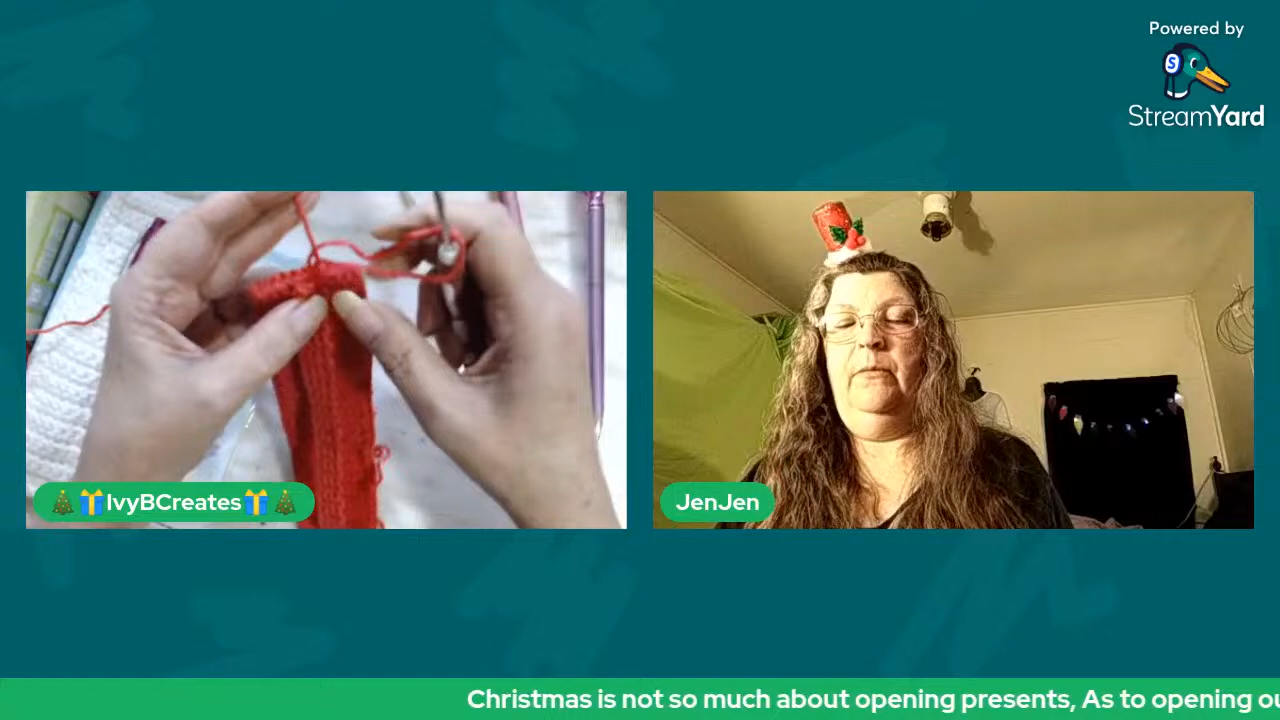 Powered by
S
StreamYard
🎄🎁IvyBCreates🎁🎄
JenJen
Christmas is not so much about opening presents, As to opening